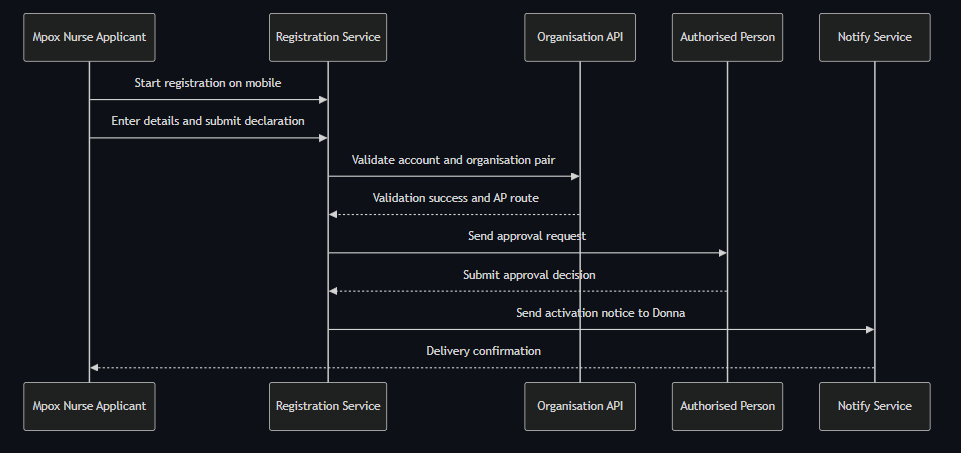 Mpox Nurse Applicant
Registration Service
Organisation API
Authorised Person
Notify Service
Start registration on mobile
Enter details and submit declaration
Validate account and organisation pair
Validation success and AP route
Send approval request
Submit approval decision
Send activation notice to Donna
Delivery confirmation
Mpox Nurse Applicant
Registration Service
Organisation API
Authorised Person
Notify Service